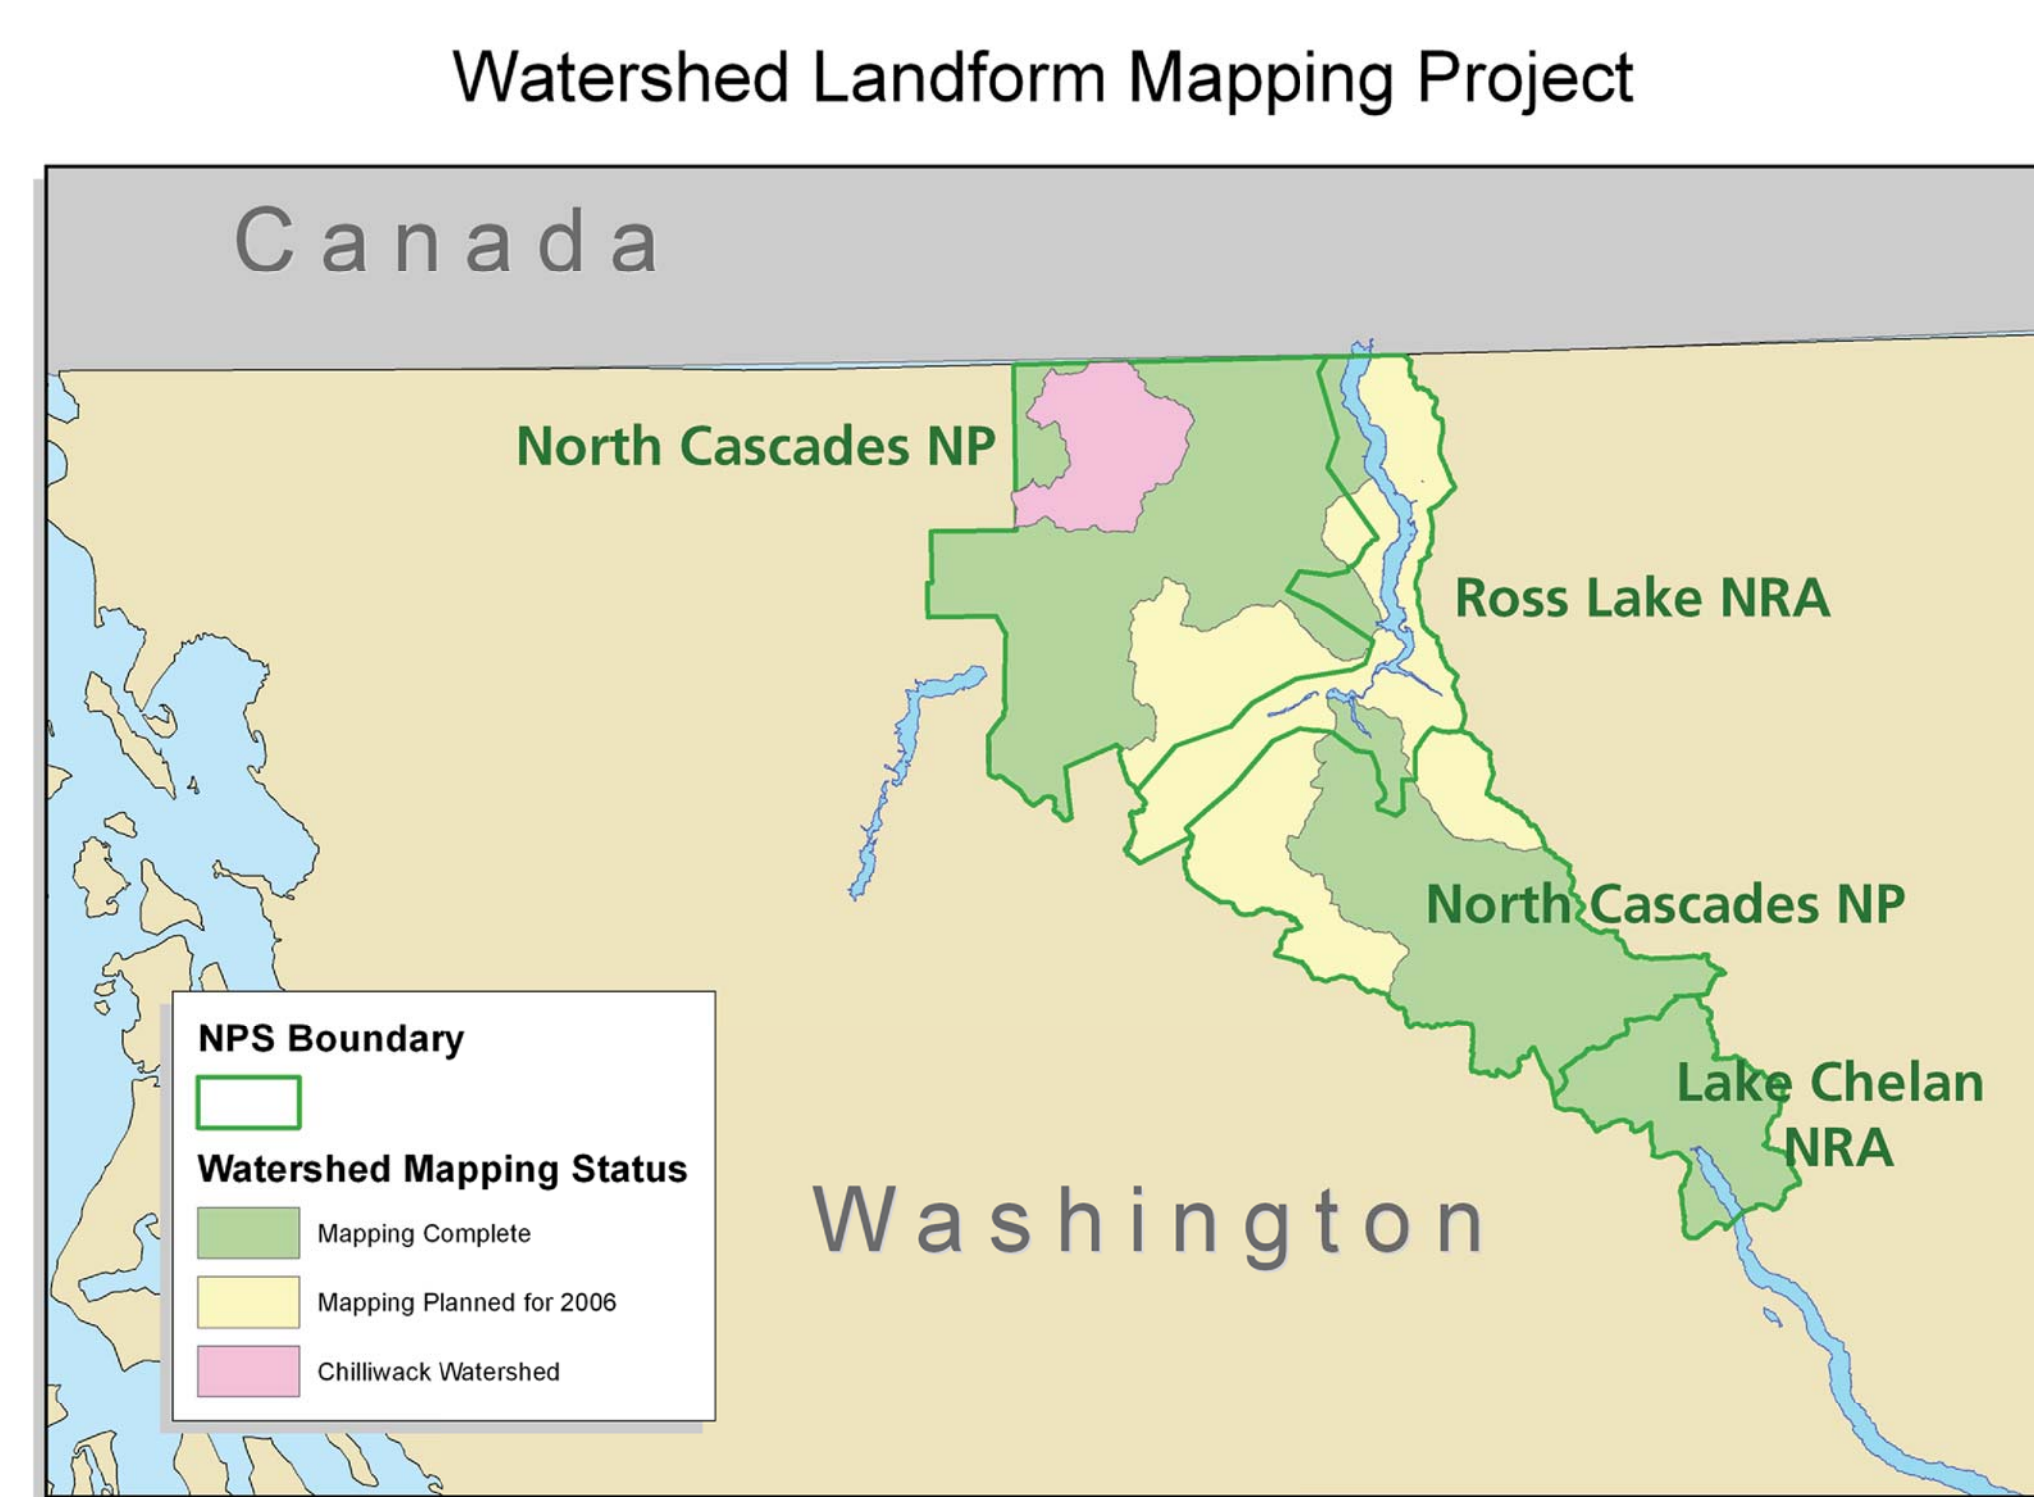 Watershed Landform Mapping Project
Canada
North Cascades NP
Ross Lake NRA
North Cascades NP
Lake Chelan
NRA
Washington
NPS Boundary
Watershed Mapping Status
Mapping Complete
Mapping Planned for 2006
Chilliwack Watershed